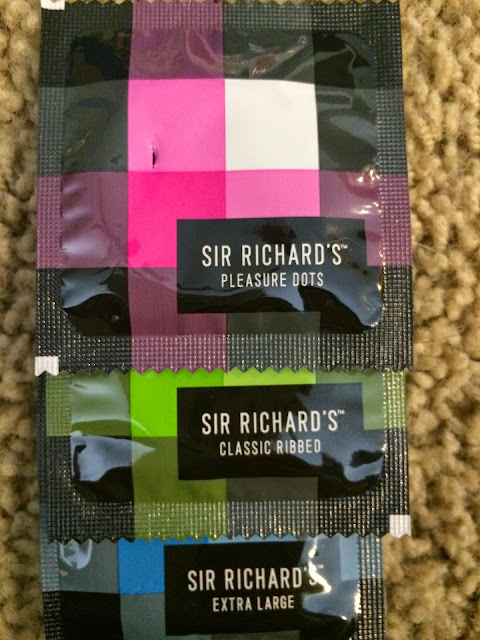 SIR RICHARD'S™
PLEASURE DOTS
SIR RICHARD'S™
CLASSIC RIBBED
SIR RICHARD'S™
EXTRA LARGE